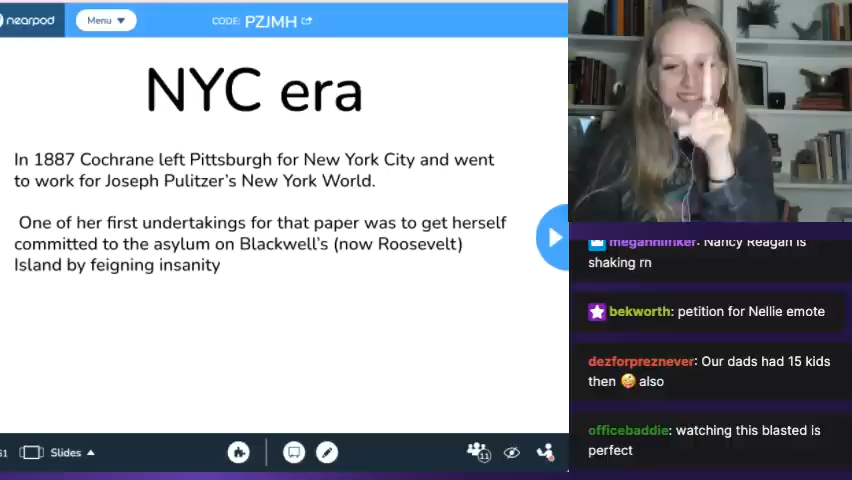 nearpod
Menu
CODE: PZJMH
NYC era
In 1887 Cochrane left Pittsburgh for New York City and went
to work for Joseph Pulitzer's New York World.
One of her first undertakings for that paper was to get herself
committed to the asylum on Blackwell's (now Roosevelt)
Island by feigning insanity
Slides
11
Nancy Reagan is
shaking rn
bekworth: petition for Nellie emote
dezforpreznever: Our dads had 15 kids
then 🤪 also
officebaddie: watching this blasted is
perfect